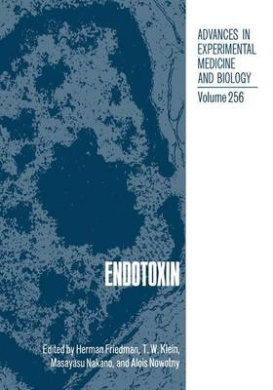 ADVANCES IN
EXPERIMENTAL
MEDICINE
AND BIOLOGY
Volume 256
ENDOTOXIN
Edited by Herman Friedman, T. W. Klein,
Masayasu Nakano, and Alois Nowotny